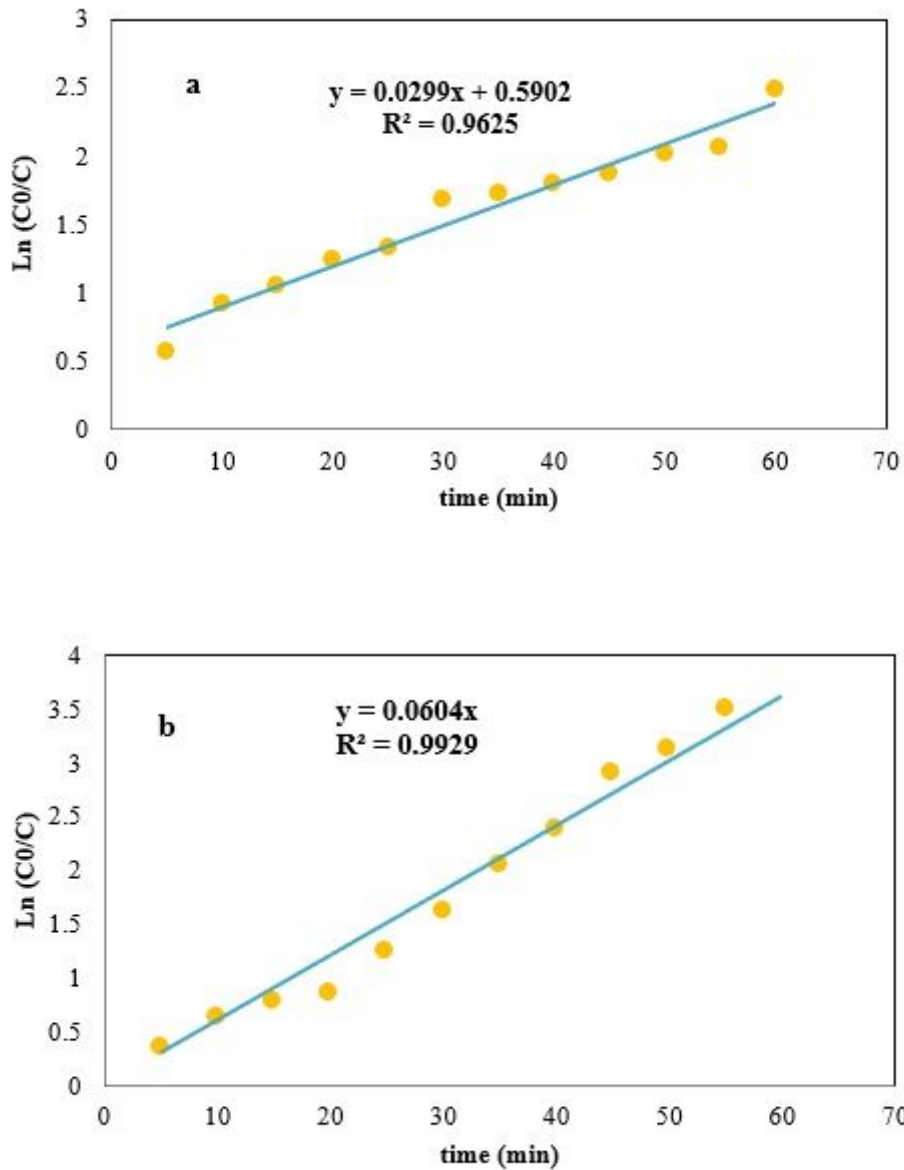 3
a
y = 0.0299x + 0.5902
R² = 0.9625
2.5
2
1.5
1
0.5
0
Ln (C0/C)
0 10 20 30 40 50 60 70
time (min)
4
b
y = 0.0604x
R² = 0.9929
3.5
3
2.5
2
1.5
1
0.5
0
Ln (C0/C)
0 10 20 30 40 50 60 70
time (min)